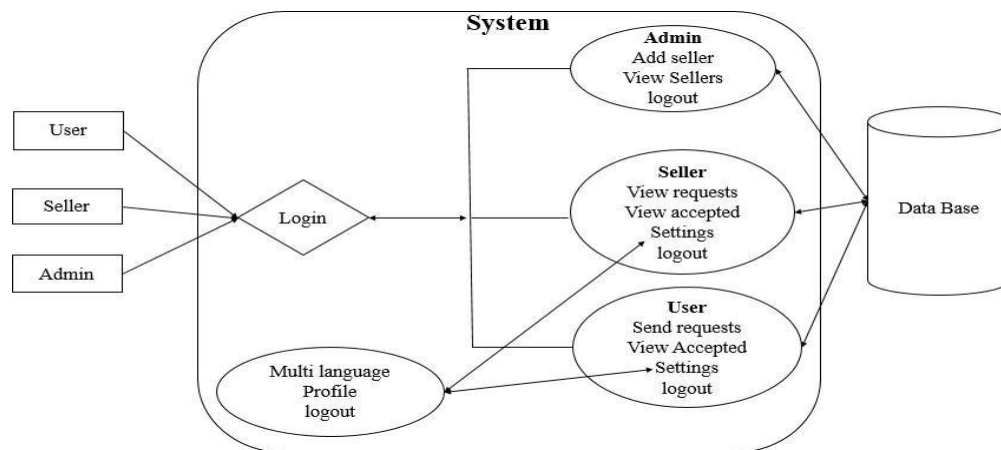 System
User
Seller
Admin
Login
Admin
Add seller
View Sellers
logout
Seller
View requests
View accepted
Settings
logout
User
Send requests
View Accepted
Settings
logout
Multi language
Profile
logout
Data Base